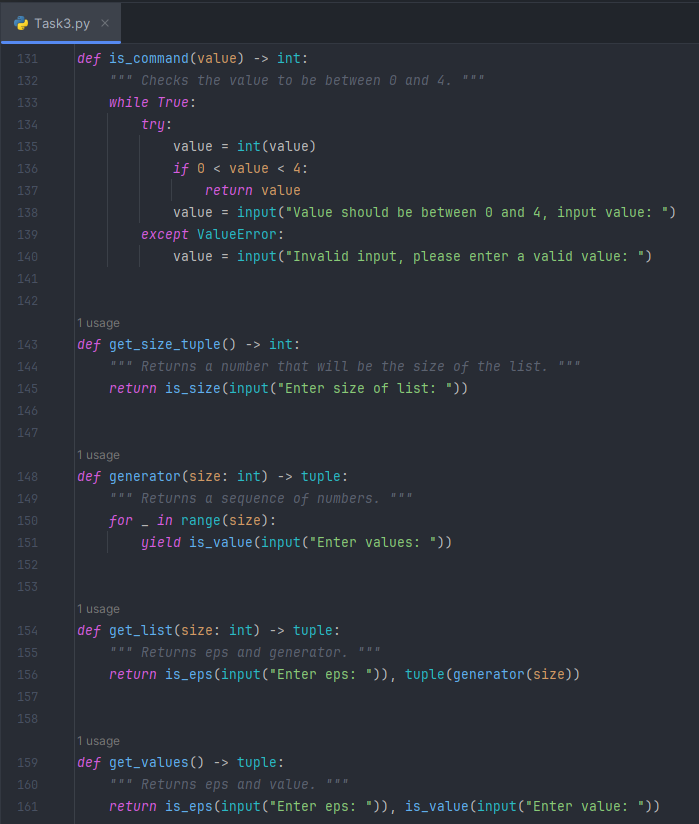 Task3.py ×
131 def is_command(value) -> int:
132     """ Checks the value to be between 0 and 4. """
133     while True:
134         try:
135             value = int(value)
136             if 0 < value < 4:
137                 return value
138             value = input("Value should be between 0 and 4, input value: ")
139         except ValueError:
140             value = input("Invalid input, please enter a valid value: ")
141
142
1 usage
143 def get_size_tuple() -> int:
144     """ Returns a number that will be the size of the list. """
145     return is_size(input("Enter size of list: "))
146
147
1 usage
148 def generator(size: int) -> tuple:
149     """ Returns a sequence of numbers. """
150     for _ in range(size):
151         yield is_value(input("Enter values: "))
152
153
1 usage
154 def get_list(size: int) -> tuple:
155     """ Returns eps and generator. """
156     return is_eps(input("Enter eps: ")), tuple(generator(size))
157
158
1 usage
159 def get_values() -> tuple:
160     """ Returns eps and value. """
161     return is_eps(input("Enter eps: ")), is_value(input("Enter value: "))